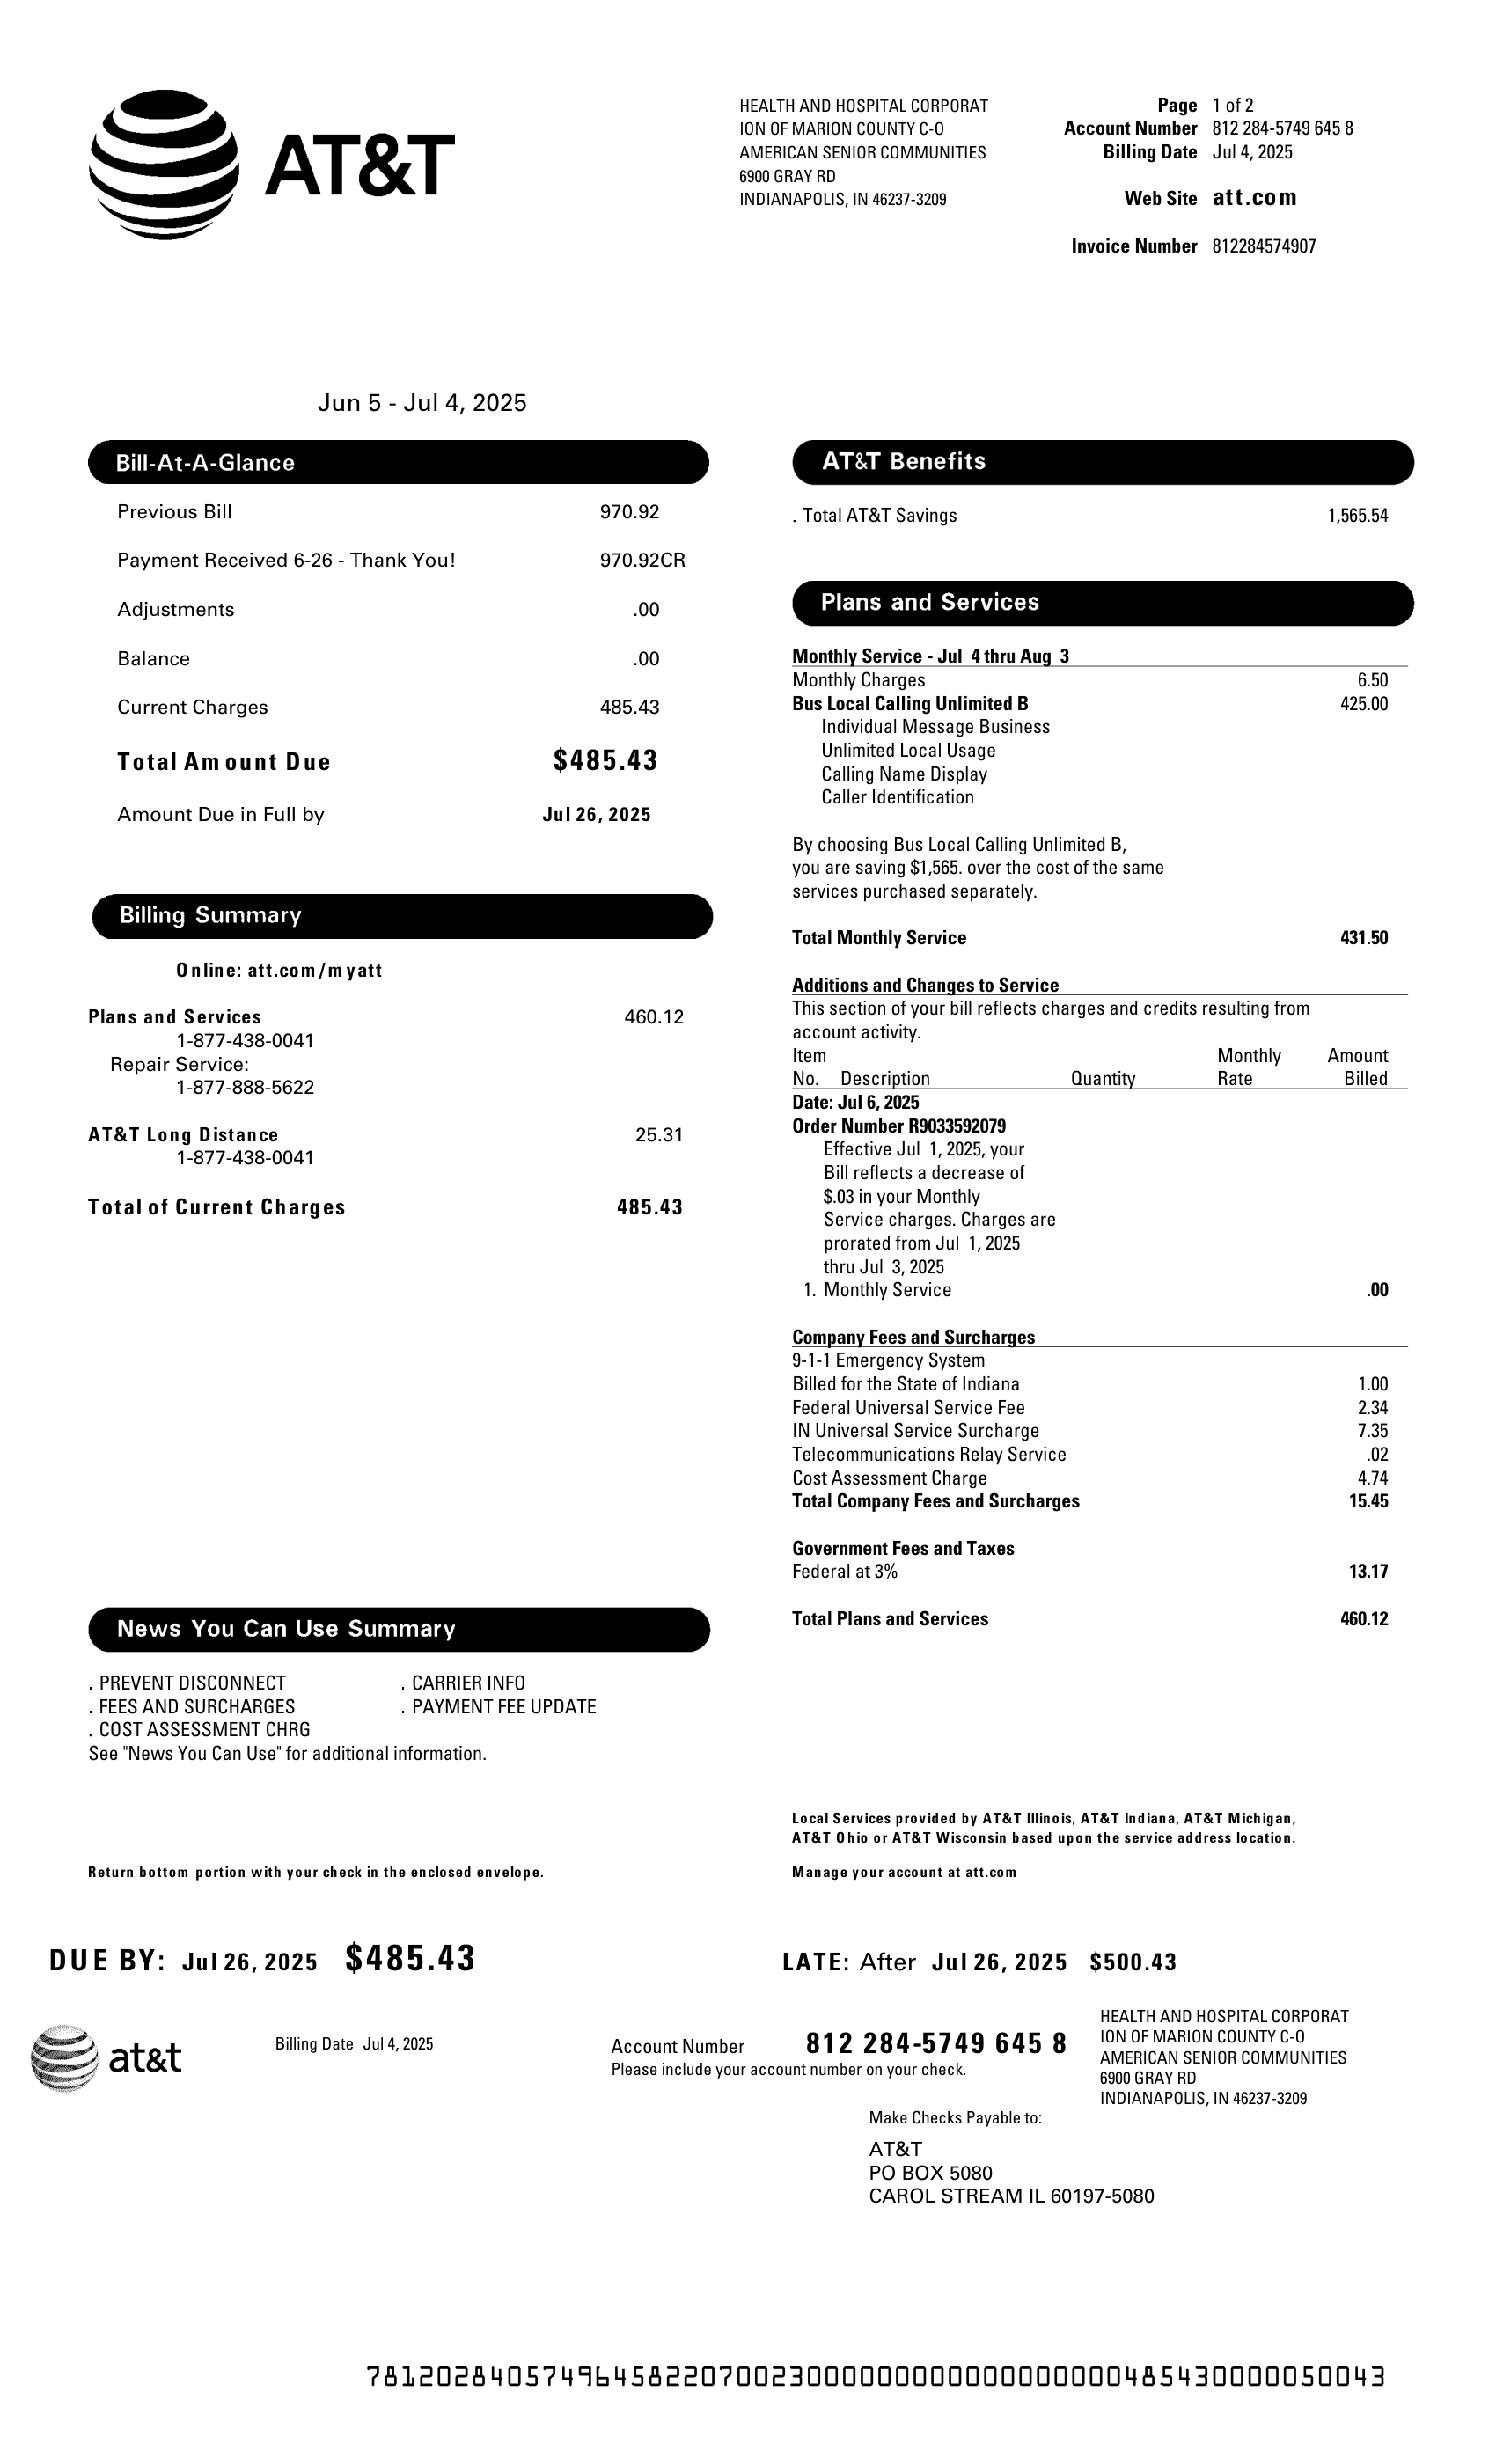 AT&T
HEALTH AND HOSPITAL CORPORAT
ION OF MARION COUNTY C-O
AMERICAN SENIOR COMMUNITIES
6900 GRAY RD
INDIANAPOLIS, IN 46237-3209
Page 1 of 2
Account Number 812 284-5749 645 8
Billing Date Jul 4, 2025
Web Site att.com
Invoice Number 812284574907
Jun 5 - Jul 4, 2025
Bill-At-A-Glance
Previous Bill 970.92
Payment Received 6-26 - Thank You! 970.92CR
Adjustments .00
Balance .00
Current Charges 485.43
Total Amount Due $485.43
Amount Due in Full by Jul 26, 2025
Billing Summary
Online: att.com/myatt
Plans and Services 460.12
1-877-438-0041
Repair Service:
1-877-888-5622
AT&T Long Distance 25.31
1-877-438-0041
Total of Current Charges 485.43
News You Can Use Summary
. PREVENT DISCONNECT . CARRIER INFO
. FEES AND SURCHARGES . PAYMENT FEE UPDATE
. COST ASSESSMENT CHRG
See "News You Can Use" for additional information.
Return bottom portion with your check in the enclosed envelope.
AT&T Benefits
. Total AT&T Savings 1,565.54
Plans and Services
Monthly Service - Jul 4 thru Aug 3
Monthly Charges 6.50
Bus Local Calling Unlimited B 425.00
Individual Message Business
Unlimited Local Usage
Calling Name Display
Caller Identification
By choosing Bus Local Calling Unlimited B,
you are saving $1,565. over the cost of the same
services purchased separately.
Total Monthly Service 431.50
Additions and Changes to Service
This section of your bill reflects charges and credits resulting from
account activity.
Item Monthly Amount
No. Description Quantity Rate Billed
Date: Jul 6, 2025
Order Number R9033592079
Effective Jul 1, 2025, your
Bill reflects a decrease of
$.03 in your Monthly
Service charges. Charges are
prorated from Jul 1, 2025
thru Jul 3, 2025
1. Monthly Service .00
Company Fees and Surcharges
9-1-1 Emergency System
Billed for the State of Indiana 1.00
Federal Universal Service Fee 2.34
IN Universal Service Surcharge 7.35
Telecommunications Relay Service .02
Cost Assessment Charge 4.74
Total Company Fees and Surcharges 15.45
Government Fees and Taxes
Federal at 3% 13.17
Total Plans and Services 460.12
Local Services provided by AT&T Illinois, AT&T Indiana, AT&T Michigan,
AT&T Ohio or AT&T Wisconsin based upon the service address location.
Manage your account at att.com
DUE BY: Jul 26, 2025 $485.43
LATE: After Jul 26, 2025 $500.43
at&t
Billing Date Jul 4, 2025
Account Number 812 284-5749 645 8
Please include your account number on your check.
HEALTH AND HOSPITAL CORPORAT
ION OF MARION COUNTY C-O
AMERICAN SENIOR COMMUNITIES
6900 GRAY RD
INDIANAPOLIS, IN 46237-3209
Make Checks Payable to:
AT&T
PO BOX 5080
CAROL STREAM IL 60197-5080
7812028405749645822070023000000000000000000485430000050043